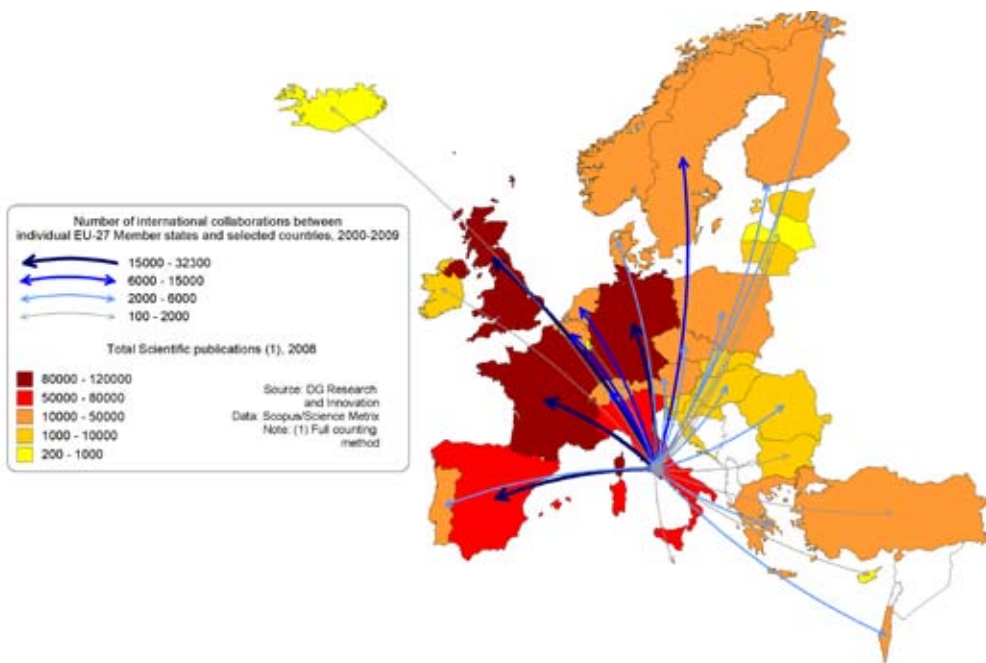 Number of international collaborations between
individual EU-27 Member states and selected countries, 2000-2009
15000 - 32300
6000 - 15000
2000 - 6000
100 - 2000
Total Scientific publications (1), 2008
80000 - 120000
50000 - 80000
10000 - 50000
1000 - 10000
200 - 1000
Source: DG Research
and Innovation
Data: Scopus/Science Metrix
Note: (1) Full counting
method